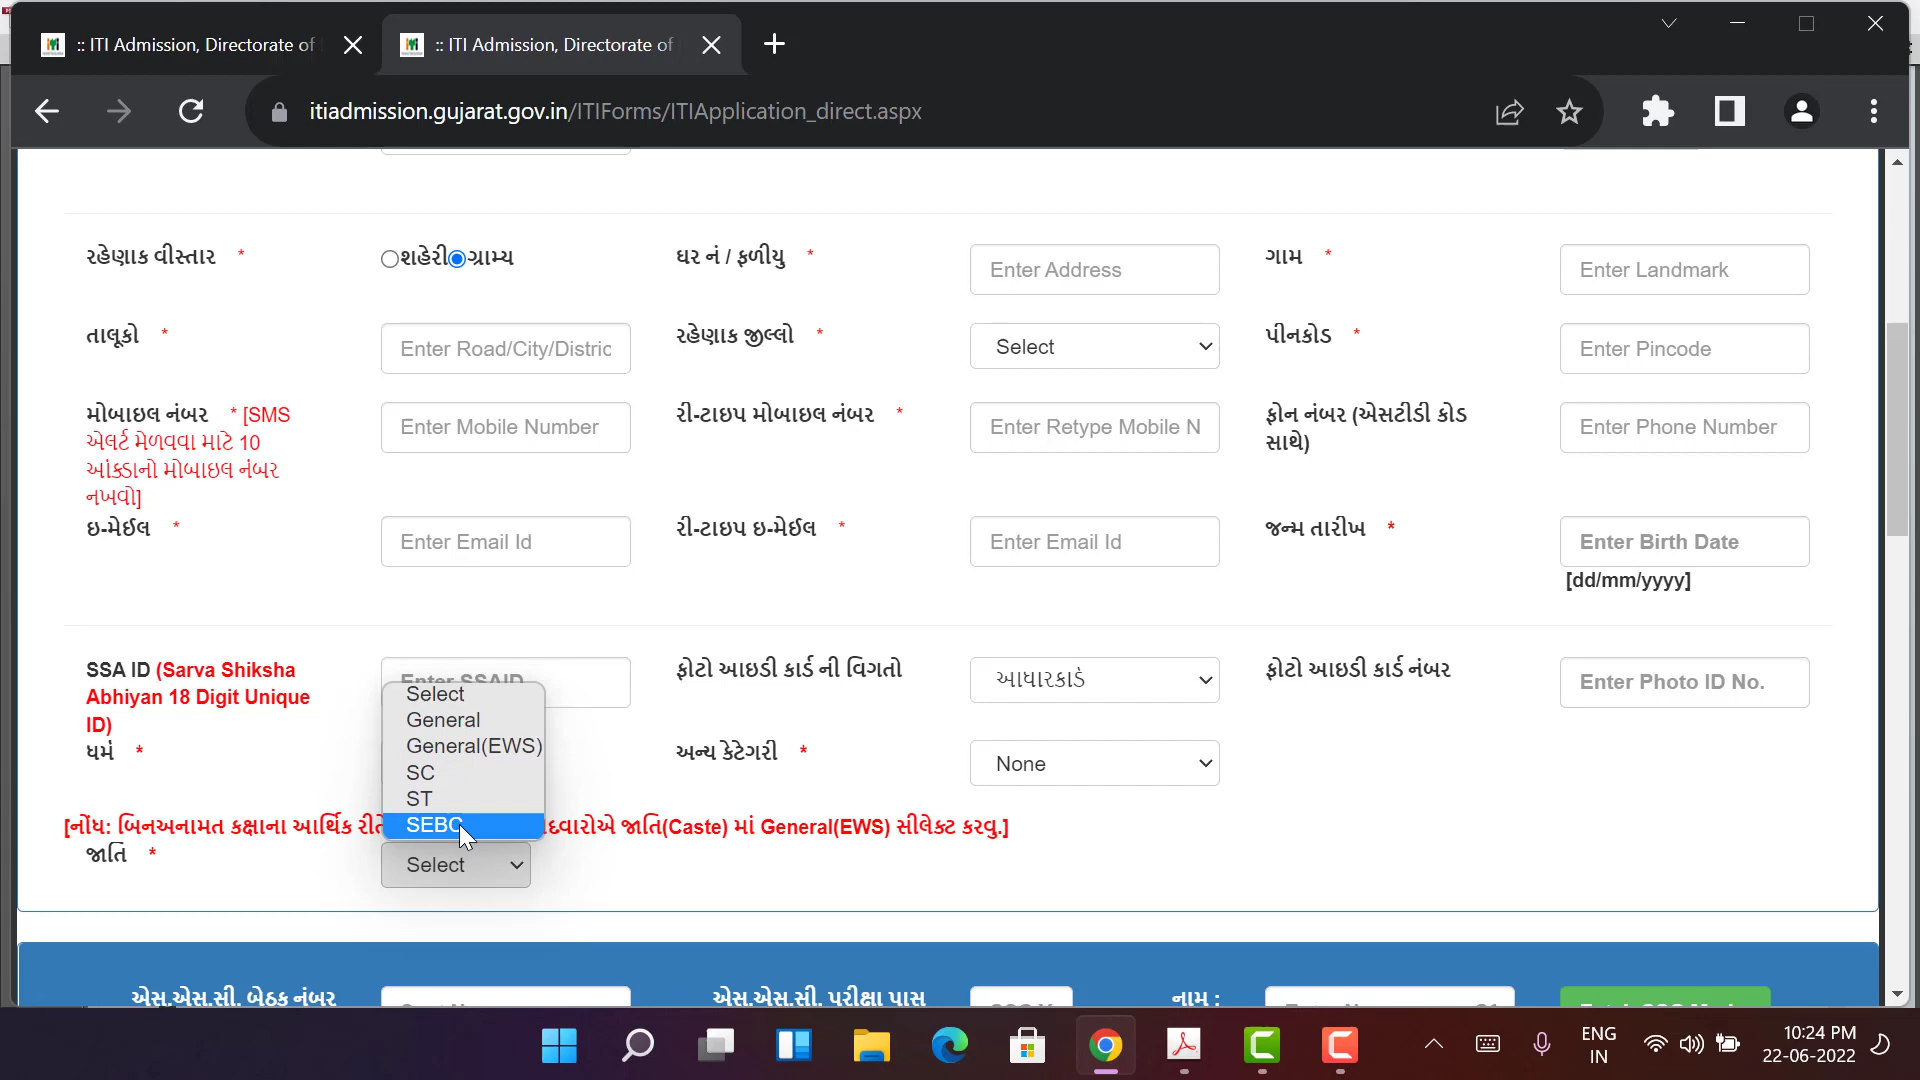 :: ITI Admission, Directorate of
:: ITI Admission, Directorate of
itiadmission.gujarat.gov.in/ITIForms/ITIApplication_direct.aspx
રહેણાક વીસ્તાર *
શહેરી ગ્રામ્ય
ઘર નં / ફળીયુ *
Enter Address
ગામ *
Enter Landmark
તાલૂકો *
Enter Road/City/Distric
રહેણાક જીલ્લો *
Select
પીનકોડ *
Enter Pincode
મોબાઇલ નંબર * [SMS
એલર્ટ મેળવવા માટે 10
આંકડાનો મોબાઇલ નંબર
નખવો]
Enter Mobile Number
રી-ટાઇપ મોબાઇલ નંબર *
Enter Retype Mobile N
ફોન નંબર (એસટીડી કોડ
સાથે)
Enter Phone Number
ઇ-મેઈલ *
Enter Email Id
રી-ટાઇપ ઇ-મેઈલ *
Enter Email Id
જન્મ તારીખ *
Enter Birth Date
[dd/mm/yyyy]
SSA ID (Sarva Shiksha
Abhiyan 18 Digit Unique
ID)
Enter SSAID
ફોટો આઇડી કાર્ડ ની વિગતો
આધારકાર્ડ
ફોટો આઇડી કાર્ડ નંબર
Enter Photo ID No.
ધર્મ *
અન્ય કેટેગરી *
None
Select
General
General(EWS)
SC
ST
SEBC
[નોંધ: બિનઅનામત કક્ષાના આર્થિક જાતિ(Caste) માં General(EWS) સીલેક્ટ કરવુ.]
જાતિ *
Select
એસ.એસ.સી. બેઠક નંબર
એસ.એસ.સી. પરીક્ષા પાસ
નામ :
ENG
IN
10:24 PM
22-06-2022